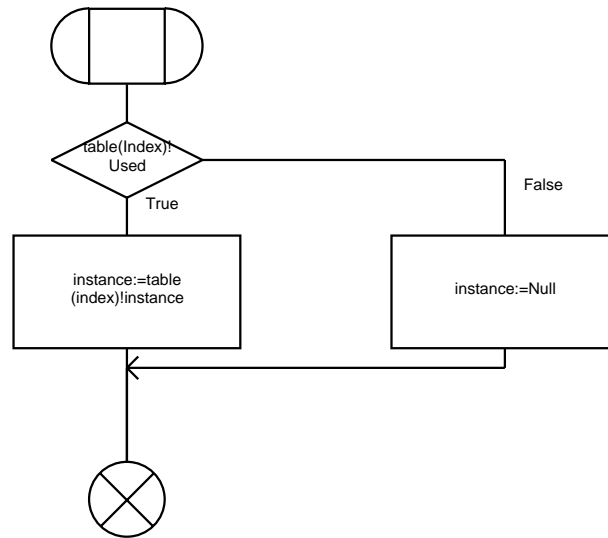 table(Index)!
Used
True
False
instance:=table
(index)!instance
instance:=Null